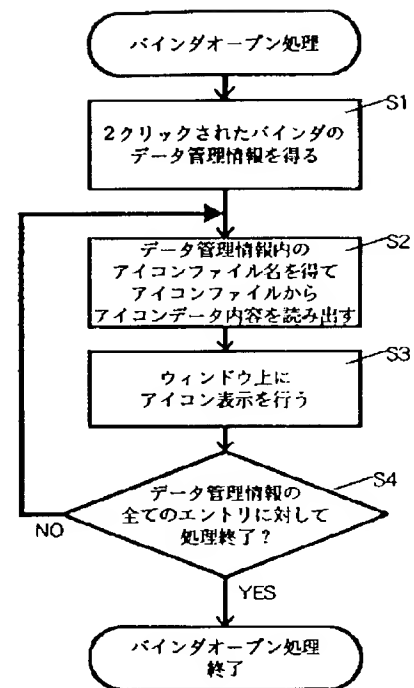 バインダオープン処理
S1
2クリックされたバインダの
データ管理情報を得る
S2
データ管理情報内の
アイコンファイル名を得て
アイコンファイルから
アイコンデータ内容を読み出す
S3
ウィンドウ上に
アイコン表示を行う
S4
データ管理情報の
全てのエントリに対して
処理終了?
NO
YES
バインダオープン処理
終了